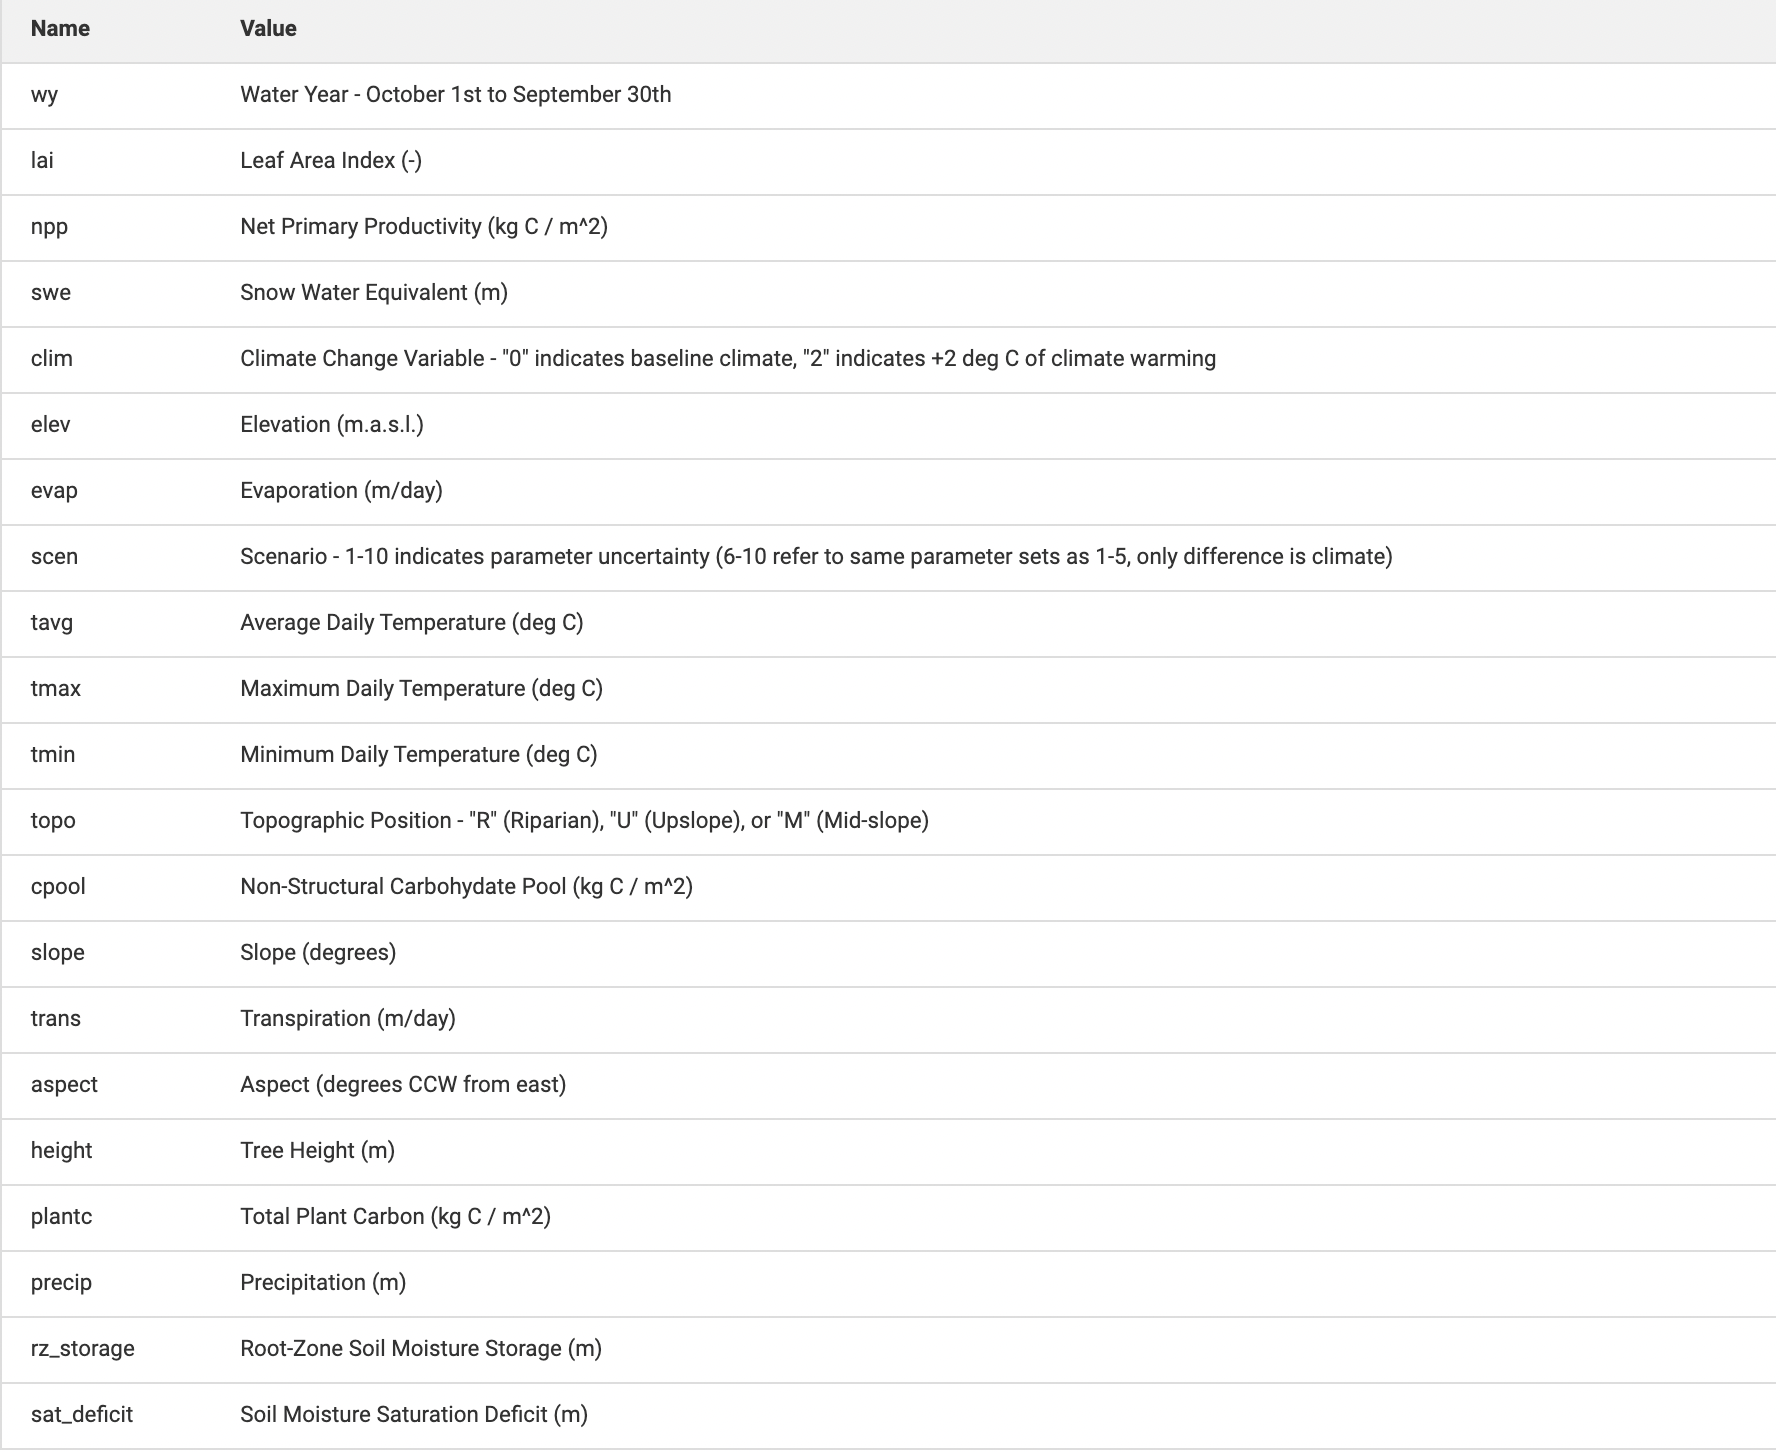 Name Value
wy Water Year - October 1st to September 30th
lai Leaf Area Index (-)
npp Net Primary Productivity (kg C / m^2)
swe Snow Water Equivalent (m)
clim Climate Change Variable - "0" indicates baseline climate, "2" indicates +2 deg C of climate warming
elev Elevation (m.a.s.l.)
evap Evaporation (m/day)
scen Scenario - 1-10 indicates parameter uncertainty (6-10 refer to same parameter sets as 1-5, only difference is climate)
tavg Average Daily Temperature (deg C)
tmax Maximum Daily Temperature (deg C)
tmin Minimum Daily Temperature (deg C)
topo Topographic Position - "R" (Riparian), "U" (Upslope), or "M" (Mid-slope)
cpool Non-Structural Carbohydate Pool (kg C / m^2)
slope Slope (degrees)
trans Transpiration (m/day)
aspect Aspect (degrees CCW from east)
height Tree Height (m)
plantc Total Plant Carbon (kg C / m^2)
precip Precipitation (m)
rz_storage Root-Zone Soil Moisture Storage (m)
sat_deficit Soil Moisture Saturation Deficit (m)